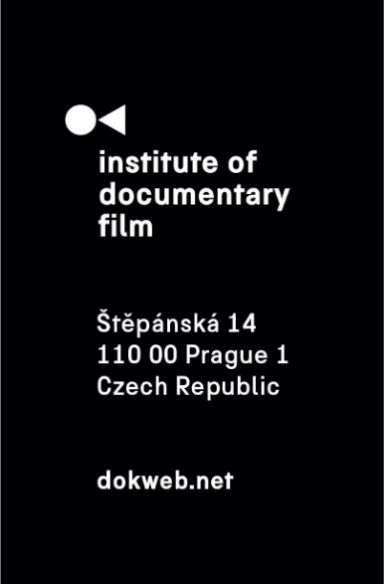 institute of
documentary
film
Štěpánská 14
110 00 Prague 1
Czech Republic
dokweb.net